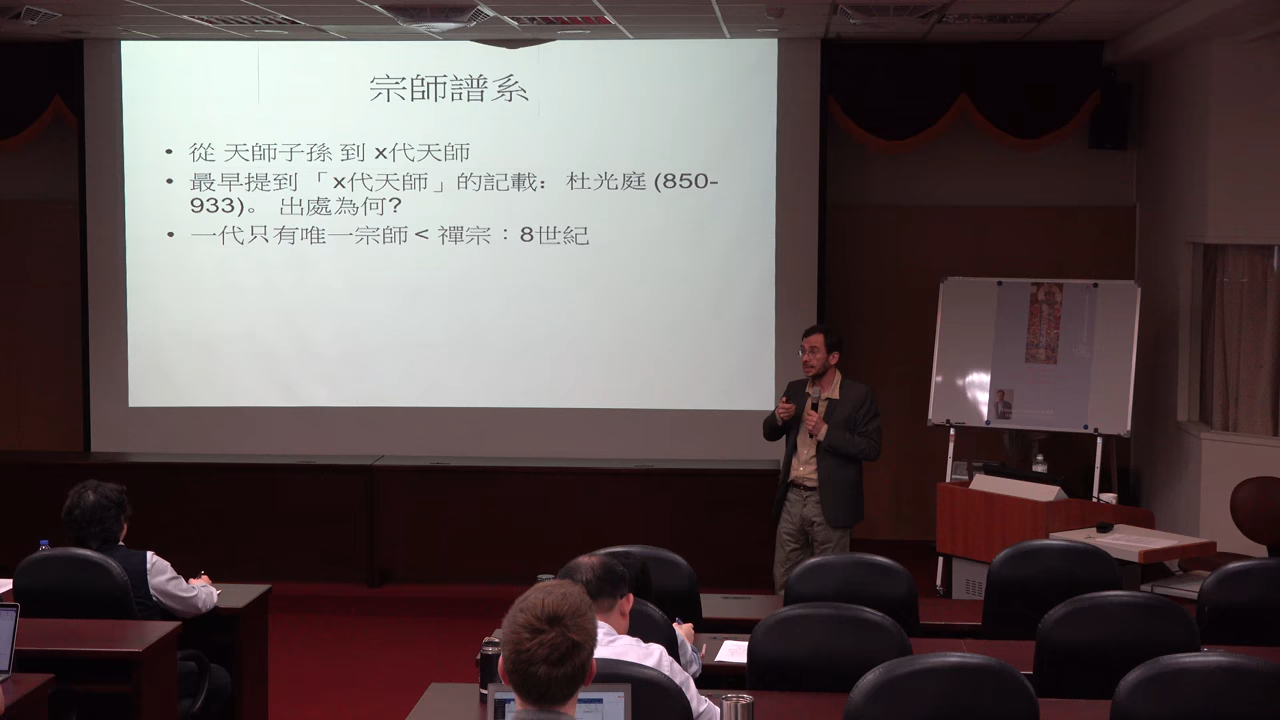 宗師譜系
• 從 天師子孫 到 x代天師
• 最早提到「x代天師」的記載： 杜光庭 (850-
933)。 出處為何?
• 一代只有唯一宗師 < 禪宗：8世紀